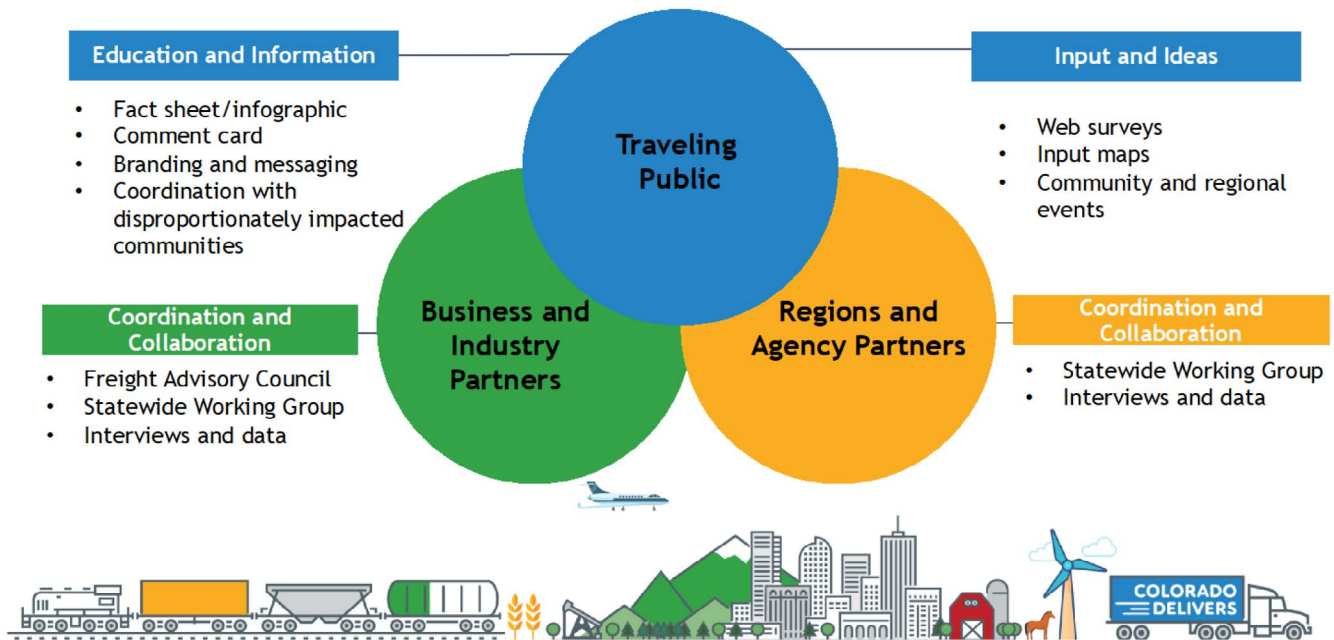 Education and Information
• Fact sheet/infographic
• Comment card
• Branding and messaging
• Coordination with
disproportionately impacted
communities
Traveling
Public
Input and Ideas
• Web surveys
• Input maps
• Community and regional
events
Coordination and
Collaboration
• Freight Advisory Council
• Statewide Working Group
• Interviews and data
Business and
Industry
Partners
Regions and
Agency Partners
Coordination and
Collaboration
• Statewide Working Group
• Interviews and data
COLORADO
DELIVERS